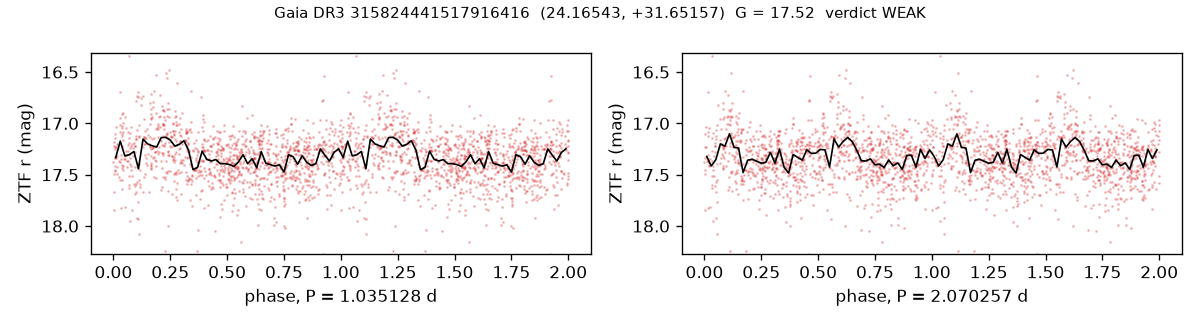 Gaia DR3 315824441517916416  (24.16543, +31.65157)  G = 17.52  verdict WEAK
16.5
17.0
17.5
18.0
ZTF r (mag)
0.00 0.25 0.50 0.75 1.00 1.25 1.50 1.75 2.00
phase, P = 1.035128 d
16.5
17.0
17.5
18.0
ZTF r (mag)
0.00 0.25 0.50 0.75 1.00 1.25 1.50 1.75 2.00
phase, P = 2.070257 d